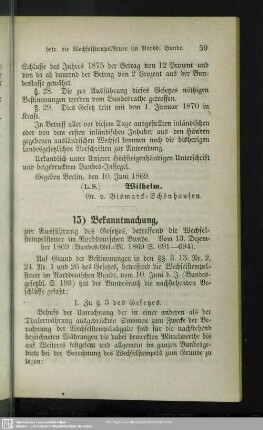 betr. die Wechselstempelsteuer im Nordd. Bunde. 59
Schlusse des Jahres 1875 der Betrag von 12 Prozent und
von da ab dauernd der Betrag von 2 Prozent aus der Bun-
deskasse gewährt.
§. 28. Die zur Ausführung dieses Gesetzes nöthigen
Bestimmungen werden vom Bundesrathe getroffen.
§. 29. Dies Gesetz tritt mit dem 1. Januar 1870 in
Kraft.
In Betreff aller vor diesem Tage ausgestellten inländischen
oder von dem ersten inländischen Inhaber aus den Händen
gegebenen ausländischen Wechsel kommen noch die bisherigen
landesgesetzlichen Vorschriften zur Anwendung.
Urkundlich unter Unserer Höchsteigenhändigen Unterschrift
und beigedrucktem Bundes-Insiegel.
Gegeben Berlin, den 10. Juni 1869.
(L. S.) Wilhelm.
Gr. v. Bismarck-Schönhausen.
15) Bekanntmachung,
zur Ausführung des Gesetzes, betreffend die Wechsel-
stempelsteuer im Norddeutschen Bunde. Vom 13. Dezem-
ber 1869 (Bundes-Ges.-Bl. 1869 S. 691—694).
Auf Grund der Bestimmungen in den §§. 3. 13. Nr. 2,
24. Nr. 1 und 26 des Gesetzes, betreffend die Wechselstempel-
steuer im Norddeutschen Bunde, vom 10. Juni d. J. (Bundes-
gesetzbl. S. 193) hat der Bundesrath die nachstehenden Be-
schlüsse gefaßt:
1. Zu §. 3 des Gesetzes.
Behufs der Umrechnung der in einer anderen als der
Thalerwährung ausgedrückten Summen zum Zwecke der Be-
rechnung der Wechselstempelabgabe sind für die nachstehend
bezeichneten Währungen die dabei bemerkten Mittelwerthe bis
auf Weiteres festgesetzt und allgemein im ganzen Bundesge-
biete bei der Berechnung des Wechselstempels zum Grunde zu
legen: